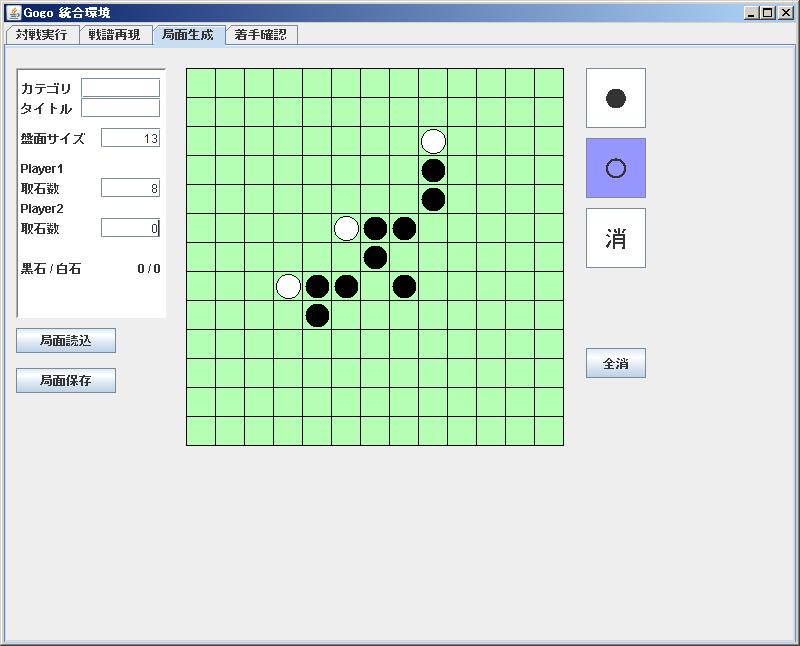 Gogo 統合環境
対戦実行 戦譜再現 局面生成 着手確認
カテゴリ
タイトル
盤面サイズ 13
Player1
取石数 8
Player2
取石数 0
黒石 / 白石 0 / 0
局面読込
局面保存
消
全消